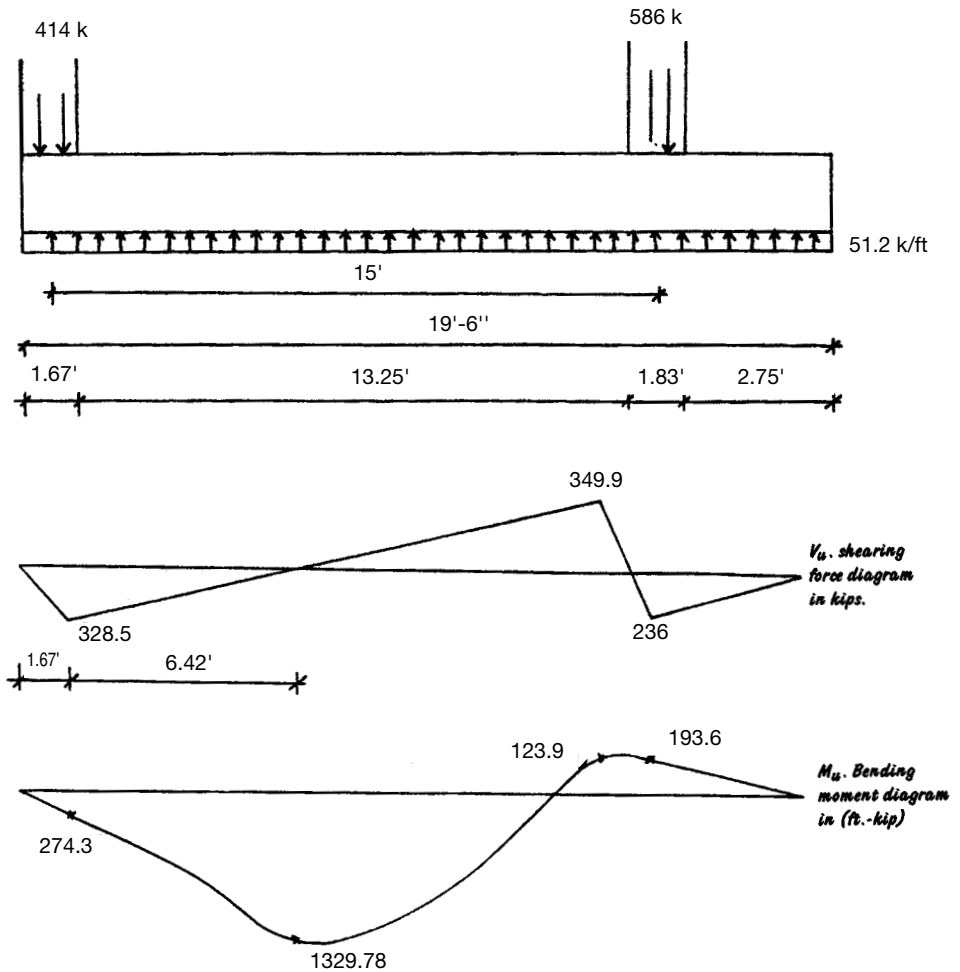 414 k
586 k
51.2 k/ft
15'
19'-6''
1.67'
13.25'
1.83'
2.75'
349.9
Vu. shearing
force diagram
in kips.
328.5
236
1.67'
6.42'
123.9
193.6
Mu. Bending
moment diagram
in (ft.-kip)
274.3
1329.78